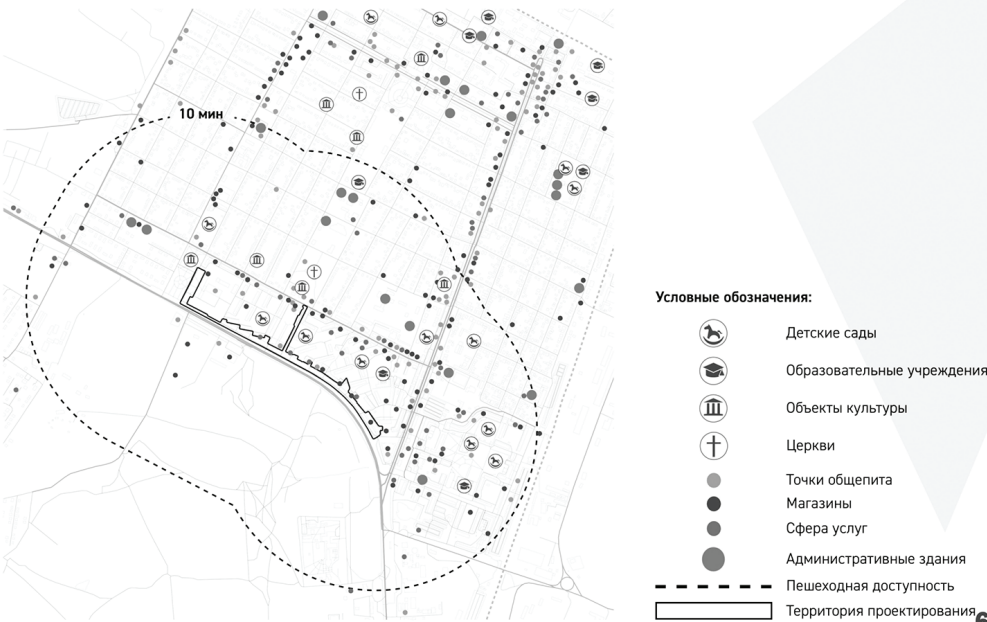 10 мин
Условные обозначения:
Детские сады
Образовательные учреждения
Объекты культуры
Церкви
Точки общепита
Магазины
Сфера услуг
Административные здания
Пешеходная доступность
Территория проектирования
6